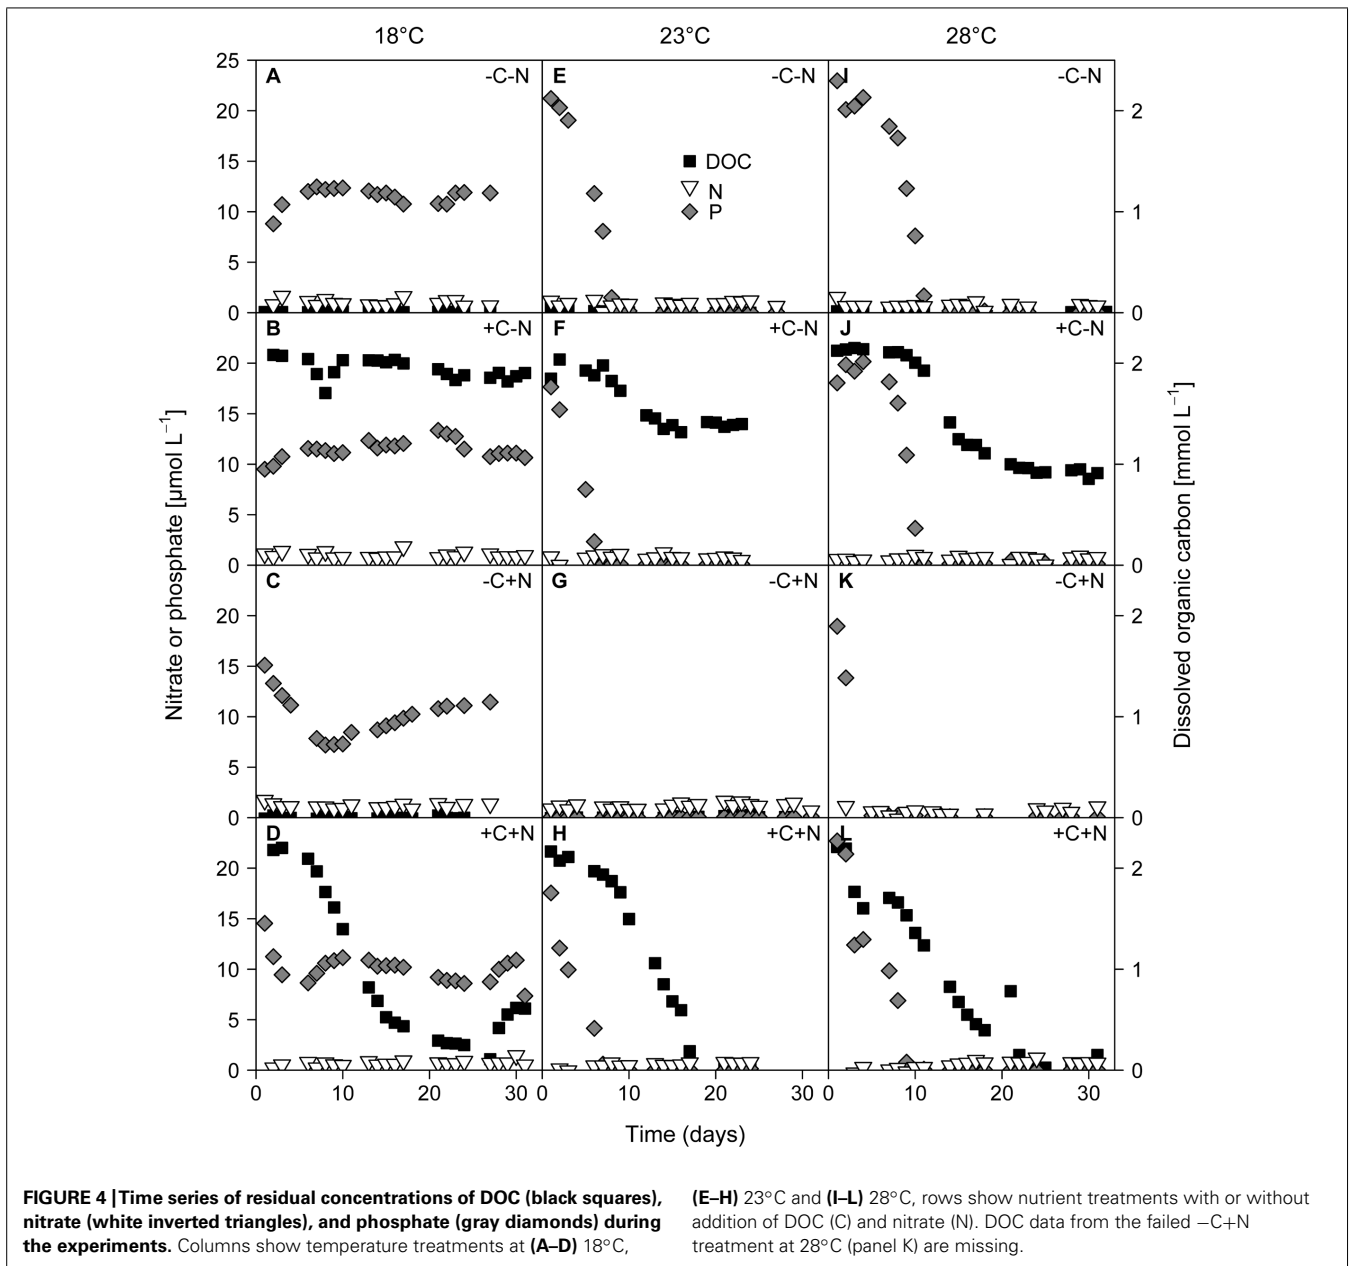 18°C 23°C 28°C
A -C-N E -C-N I -C-N
25
20
15
10
5
0
2
1
0
DOC
N
P
B +C-N F +C-N J +C-N
20
15
10
5
0
2
1
0
C -C+N G -C+N K -C+N
20
15
10
5
0
2
1
0
D +C+N H +C+N L +C+N
20
15
10
5
0
2
1
0
0 10 20 30 0 10 20 30 0 10 20 30
Time (days)
Nitrate or phosphate [µmol L⁻¹]
Dissolved organic carbon [mmol L⁻¹]
FIGURE 4 | Time series of residual concentrations of DOC (black squares),
nitrate (white inverted triangles), and phosphate (gray diamonds) during
the experiments. Columns show temperature treatments at (A–D) 18°C,
(E–H) 23°C and (I–L) 28°C, rows show nutrient treatments with or without
addition of DOC (C) and nitrate (N). DOC data from the failed −C+N
treatment at 28°C (panel K) are missing.